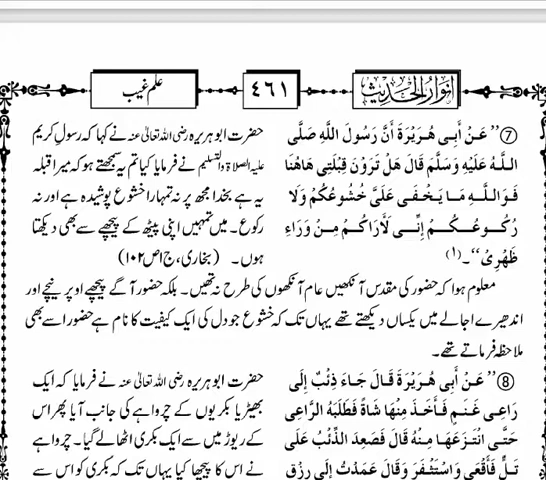 انوار الحدیث
٤٦١
علم غیب
⑦ ’’عَنْ أَبِی هُرَیْرَةَ أَنَّ رَسُولَ اللَّهِ صَلَّى
اللَّهُ عَلَیْهِ وَسَلَّمَ قَالَ هَلْ تَرَوْنَ قِبْلَتِی هَاهُنَا
فَوَاللَّهِ مَا یَخْفَى عَلَیَّ خُشُوعُکُمْ وَلَا
رُکُوعُکُمْ إِنِّی لَأَرَاکُمْ مِنْ وَرَاءِ
ظَهْرِیْ‘‘۔ (۱)
حضرت ابوہریرہ رضی اللہ تعالیٰ عنہ نے کہا کہ رسولِ کریم
علیہ الصلاۃ والتسلیم نے فرمایا کیا تم یہ سمجھتے ہو کہ میرا قبلہ
یہ ہے بخدا مجھ پر نہ تمہارا خشوع پوشیدہ ہے اور نہ
رکوع۔ میں تمہیں اپنی پیٹھ کے پیچھے سے بھی دیکھتا
ہوں۔ (بخاری، ج۱ص۱۰۲)
معلوم ہوا کہ حضور کی مقدس آنکھیں عام آنکھوں کی طرح نہ تھیں۔ بلکہ حضور آگے پیچھے اوپر نیچے اور
اندھیرے اجالے میں یکساں دیکھتے تھے یہاں تک کہ خشوع جو دل کی ایک کیفیت کا نام ہے حضور اسے بھی
ملاحظہ فرماتے تھے۔
⑧ ’’عَنْ أَبِی هُرَیْرَةَ قَالَ جَاءَ ذِئْبٌ إِلَى
رَاعِی غَنَمٍ فَأَخَذَ مِنْهَا شَاةً فَطَلَبَهُ الرَّاعِی
حَتَّى انْتَزَعَهَا مِنْهُ قَالَ فَصَعِدَ الذِّئْبُ عَلَى
تَلٍّ فَأَقْعَى وَاسْتَثْفَرَ وَقَالَ عَمَدْتُ إِلَى رِزْقٍ
حضرت ابوہریرہ رضی اللہ تعالیٰ عنہ نے فرمایا کہ ایک
بھیڑیا بکریوں کے چرواہے کی جانب آیا پھر اس
کے ریوڑ میں سے ایک بکری اٹھا لے گیا۔ چرواہے
نے اس کا پیچھا کیا یہاں تک کہ بکری کو اس سے